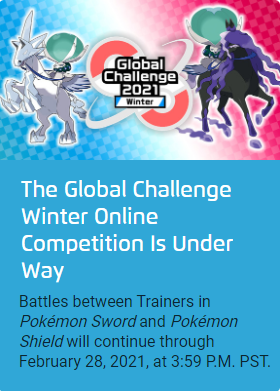 Global
Challenge
2021
Winter
The Global Challenge
Winter Online
Competition Is Under
Way
Battles between Trainers in
Pokémon Sword and Pokémon
Shield will continue through
February 28, 2021, at 3:59 P.M. PST.